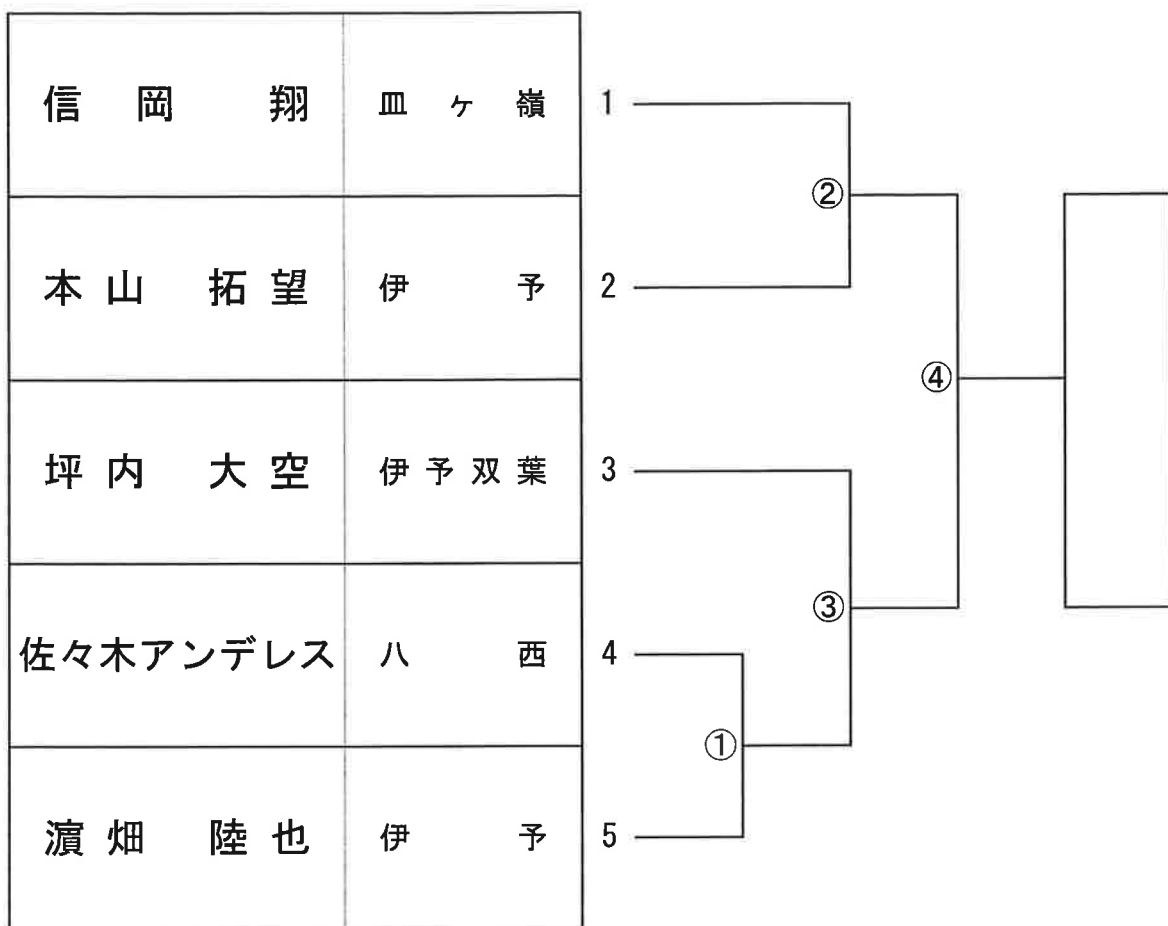 信岡 翔 皿ヶ嶺 1
②
本山 拓望 伊予 2
④
坪内 大空 伊予双葉 3
③
佐々木アンデレス 八西 4
①
濵畑 陸也 伊予 5